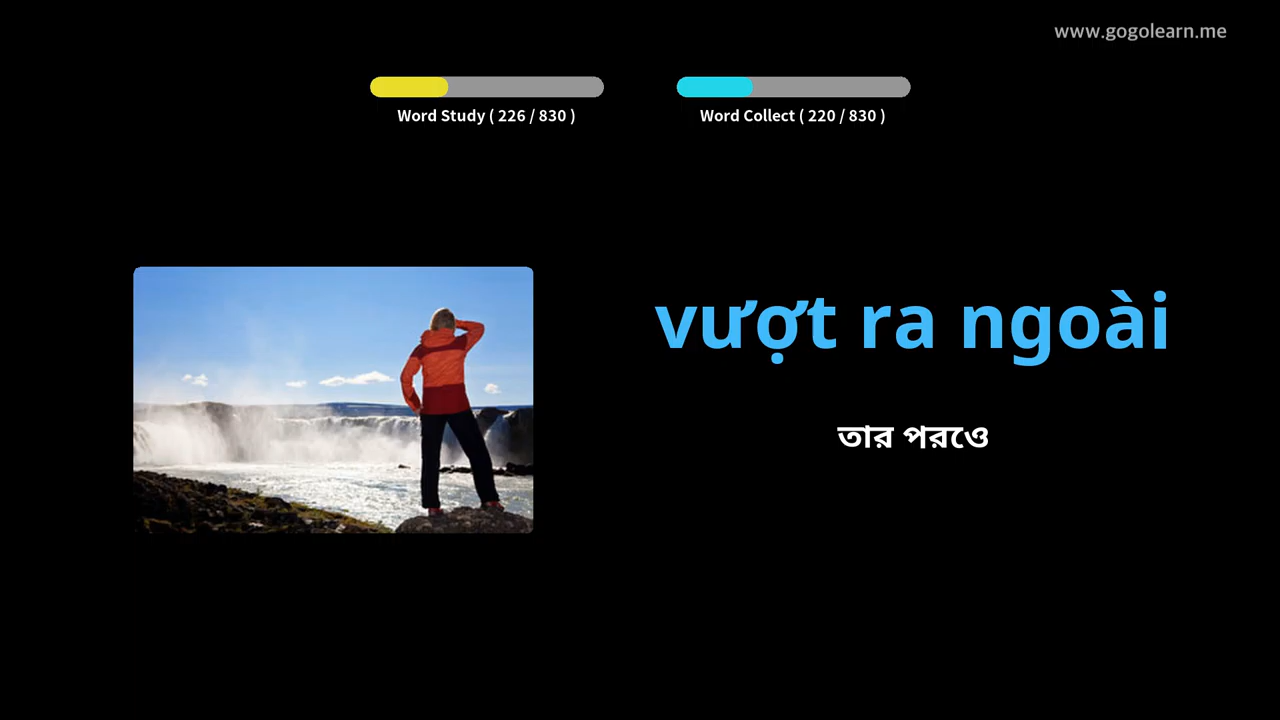 www.gogolearn.me
Word Study ( 226 / 830 )
Word Collect ( 220 / 830 )
vượt ra ngoài
তার পরওে